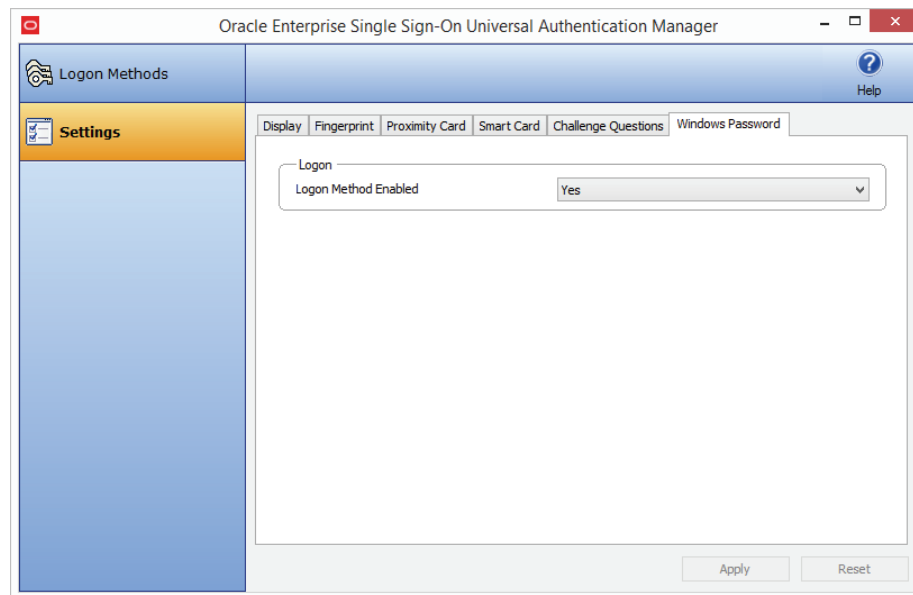 Oracle Enterprise Single Sign-On Universal Authentication Manager
Logon Methods
Help
Settings
Display Fingerprint Proximity Card Smart Card Challenge Questions Windows Password
Logon
Logon Method Enabled Yes
Apply Reset